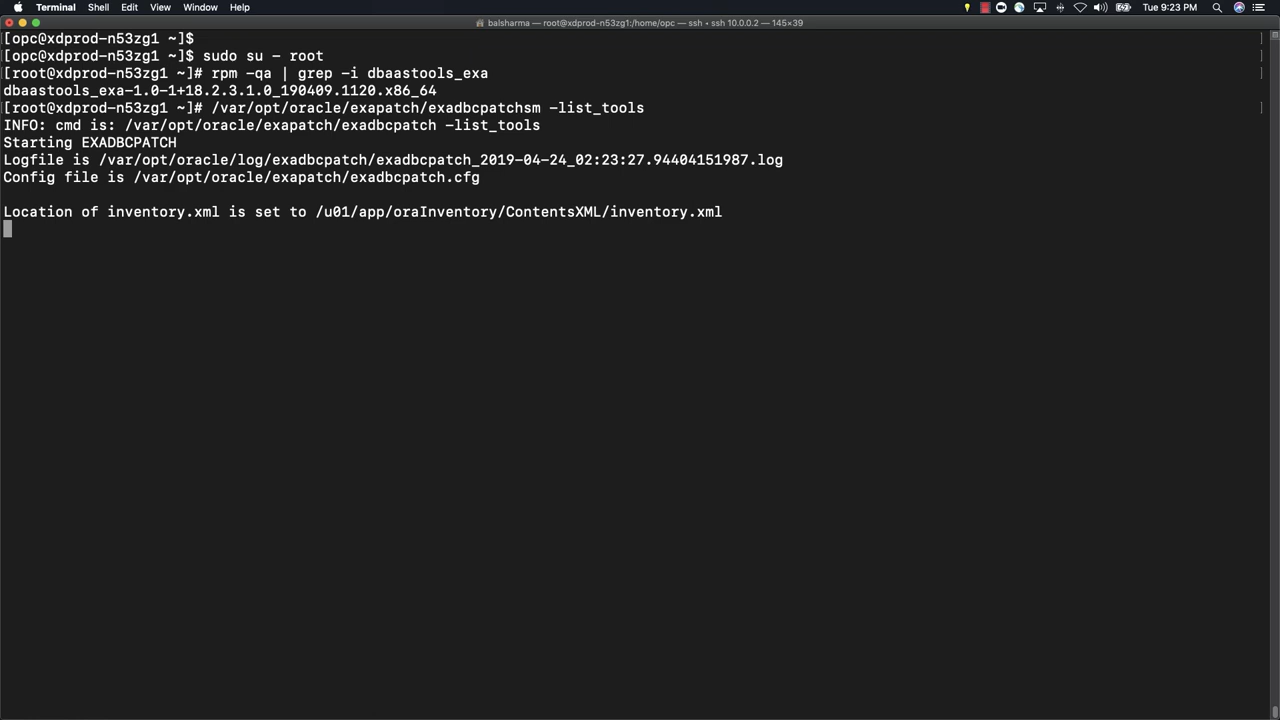 Terminal Shell Edit View Window Help Tue 9:23 PM
balsharma — root@xdprod-n53zg1:/home/opc — ssh • ssh 10.0.0.2 — 145×39
[opc@xdprod-n53zg1 ~]$
[opc@xdprod-n53zg1 ~]$ sudo su - root
[root@xdprod-n53zg1 ~]# rpm -qa | grep -i dbaastools_exa
dbaastools_exa-1.0-1+18.2.3.1.0_190409.1120.x86_64
[root@xdprod-n53zg1 ~]# /var/opt/oracle/exapatch/exadbcpatchsm -list_tools
INFO: cmd is: /var/opt/oracle/exapatch/exadbcpatch -list_tools
Starting EXADBCPATCH
Logfile is /var/opt/oracle/log/exadbcpatch/exadbcpatch_2019-04-24_02:23:27.94404151987.log
Config file is /var/opt/oracle/exapatch/exadbcpatch.cfg
Location of inventory.xml is set to /u01/app/oraInventory/ContentsXML/inventory.xml